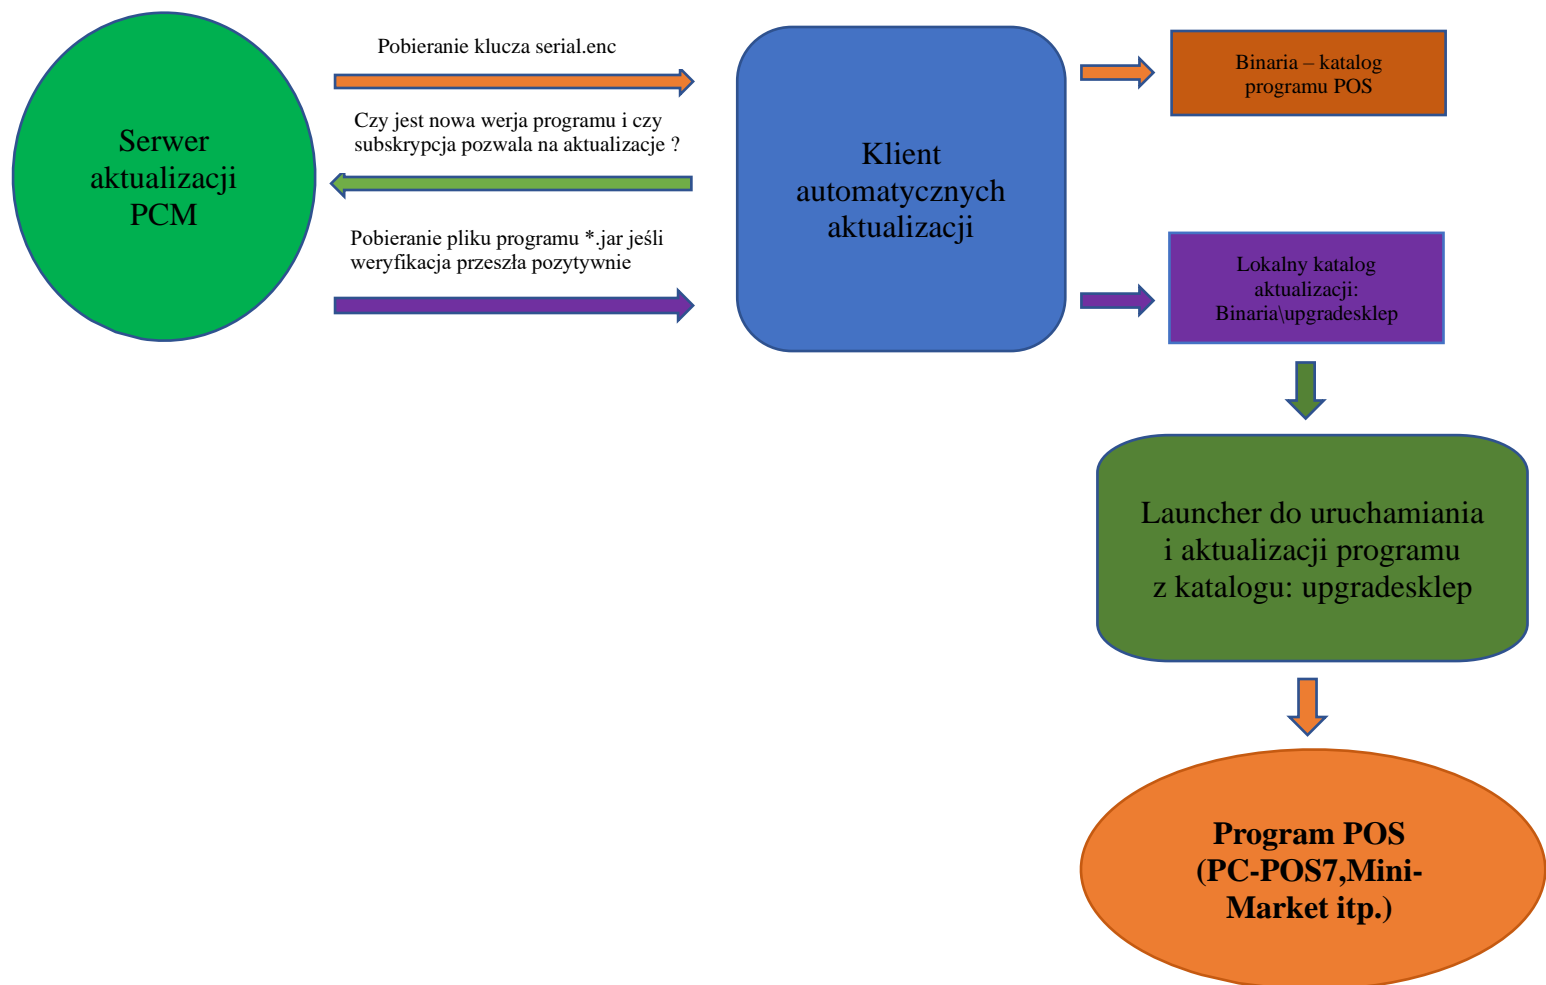 Pobieranie klucza serial.enc
Binaria – katalog
programu POS
Czy jest nowa werja programu i czy
subskrypcja pozwala na aktualizacje ?
Serwer
aktualizacji
PCM
Klient
automatycznych
aktualizacji
Pobieranie pliku programu *.jar jeśli
weryfikacja przeszła pozytywnie
Lokalny katalog
aktualizacji:
Binaria\upgradesklep
Launcher do uruchamiania
i aktualizacji programu
z katalogu: upgradesklep
Program POS
(PC-POS7,Mini-
Market itp.)